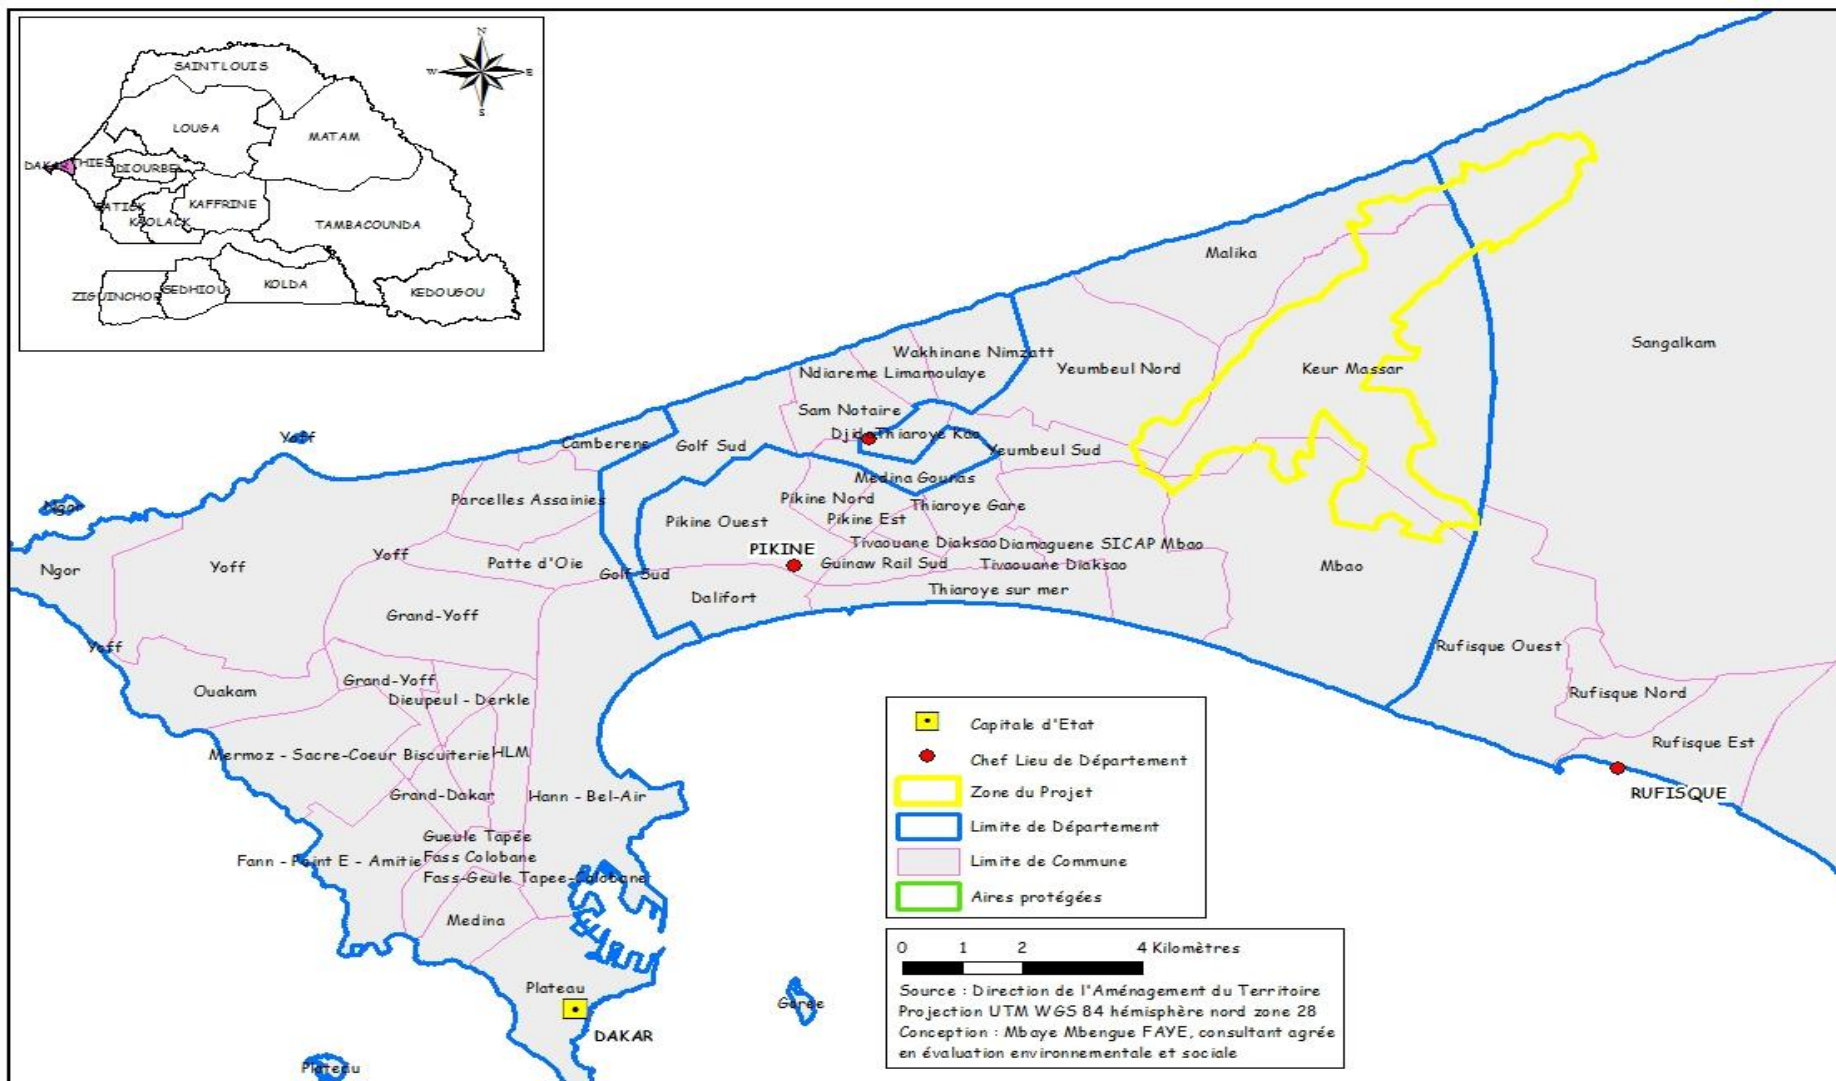 N
W
E
S
SAINT LOUIS
LOUGA
MATAM
DAKAR
THIES
DIOURBEL
FATICK
KAOLACK
KAFFRINE
TAMBACOUNDA
ZIGUINCHOR
SEDHIOU
KOLDA
KEDOUGOU
Malika
Sangalkam
Wakhinane Nimzatt
Ndiareme Limamoulaye
Yeumbeul Nord
Keur Massar
Sam Notaire
Thiaroye Kao
Yoff
Camberene
Golf Sud
Yeumbeul Sud
Medina Gounas
Ngor
Parcelles Assainies
Pikine Nord
Thiaroye Gare
Pikine Ouest
Pikine Est
PIKINE
Tivaouane Diaksao
Diamaguene SICAP Mbao
Ngor
Yoff
Yoff
Patte d'Oie
Golf Sud
Guinaw Rail Sud
Tivaouane Diaksao
Mbao
Dalifort
Thiaroye sur mer
Grand-Yoff
Yoff
Rufisque Ouest
Ouakam
Grand-Yoff
Dieupeul - Derkle
Rufisque Nord
Mermoz - Sacre-Coeur
Biscuiterie
HLM
Rufisque Est
Grand-Dakar
Hann - Bel-Air
RUFISQUE
Gueule Tapée
Fann - Point E - Amitie
Fass Colobane
Fass-Geule Tapee-Colobane
Medina
Plateau
Gorée
DAKAR
Plateau
Capitale d'Etat
Chef Lieu de Département
Zone du Projet
Limite de Département
Limite de Commune
Aires protégées
0 1 2 4 Kilomètres
Source : Direction de l'Aménagement du Territoire
Projection UTM WGS 84 hémisphère nord zone 28
Conception : Mbaye Mbengue FAYE, consultant agrée
en évaluation environnementale et sociale